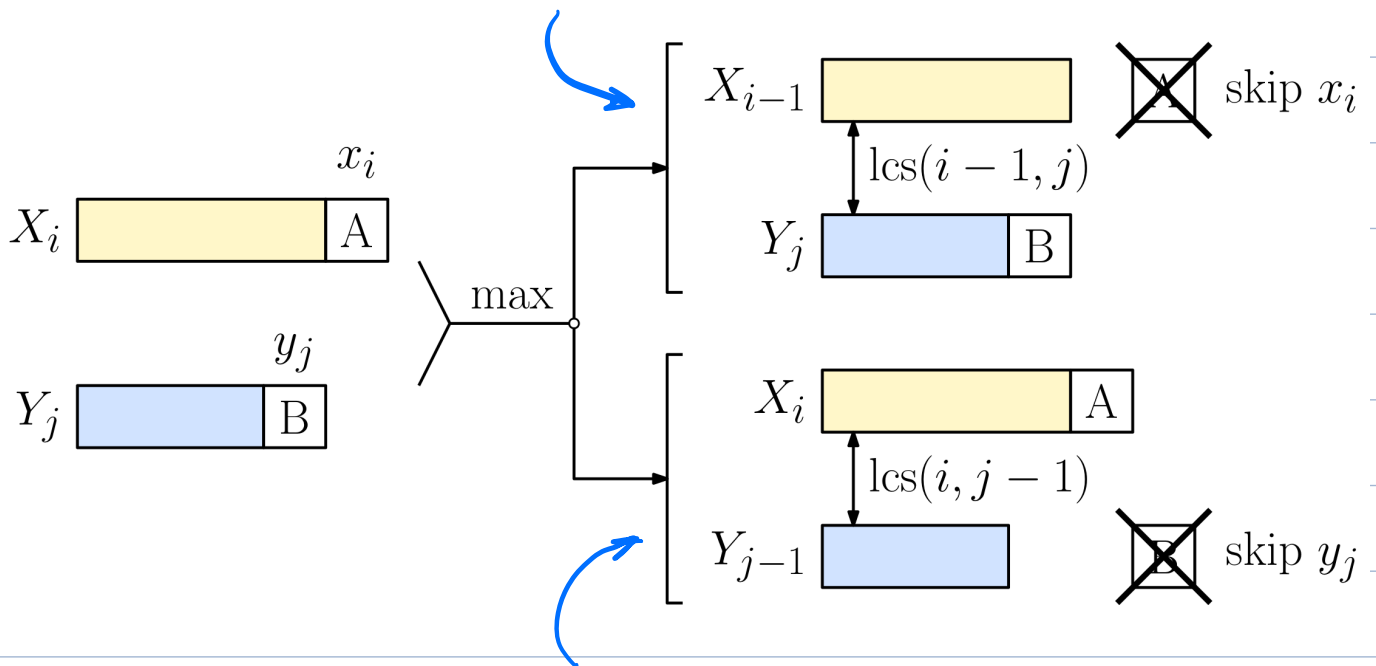 x_i
X_i A
y_j
Y_j B
max
X_{i−1} A skip x_i
lcs(i − 1, j)
Y_j B
X_i A
lcs(i, j − 1)
Y_{j−1} B skip y_j